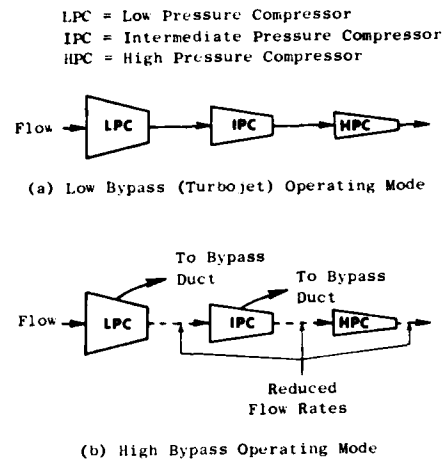 LPC = Low Pressure Compressor
IPC = Intermediate Pressure Compressor
HPC = High Pressure Compressor
Flow
LPC
IPC
HPC
(a) Low Bypass (Turbojet) Operating Mode
To Bypass
Duct
To Bypass
Duct
Flow
LPC
IPC
HPC
Reduced
Flow Rates
(b) High Bypass Operating Mode